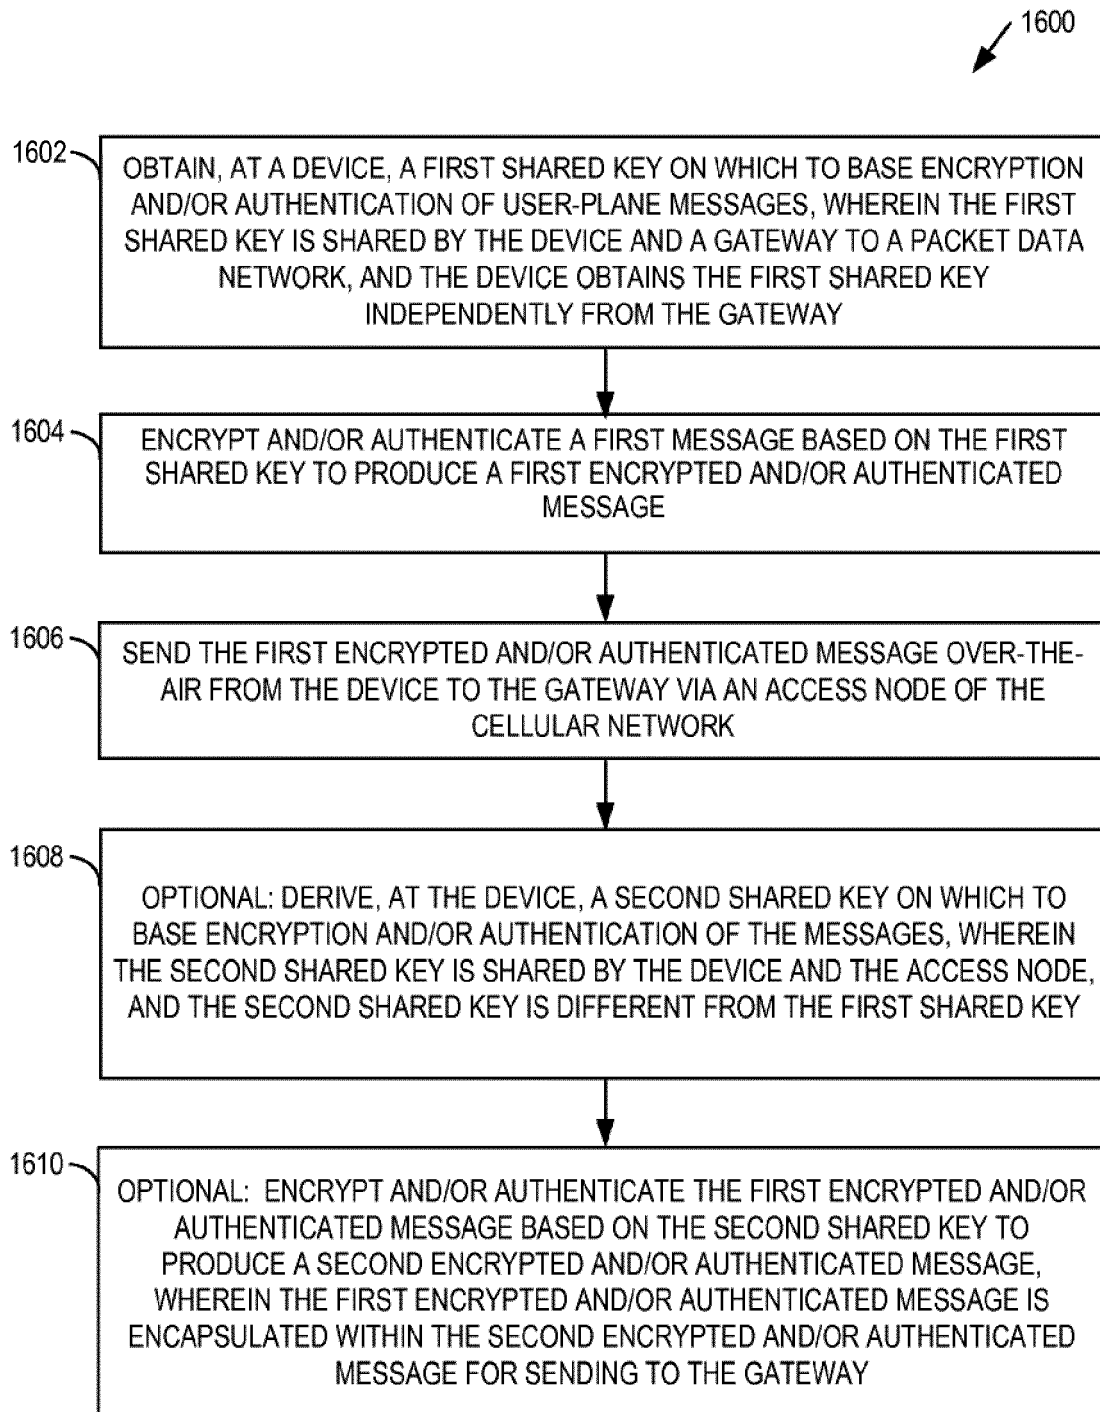 1600
1602
OBTAIN, AT A DEVICE, A FIRST SHARED KEY ON WHICH TO BASE ENCRYPTION
AND/OR AUTHENTICATION OF USER-PLANE MESSAGES, WHEREIN THE FIRST
SHARED KEY IS SHARED BY THE DEVICE AND A GATEWAY TO A PACKET DATA
NETWORK, AND THE DEVICE OBTAINS THE FIRST SHARED KEY
INDEPENDENTLY FROM THE GATEWAY
1604
ENCRYPT AND/OR AUTHENTICATE A FIRST MESSAGE BASED ON THE FIRST
SHARED KEY TO PRODUCE A FIRST ENCRYPTED AND/OR AUTHENTICATED
MESSAGE
1606
SEND THE FIRST ENCRYPTED AND/OR AUTHENTICATED MESSAGE OVER-THE-
AIR FROM THE DEVICE TO THE GATEWAY VIA AN ACCESS NODE OF THE
CELLULAR NETWORK
1608
OPTIONAL: DERIVE, AT THE DEVICE, A SECOND SHARED KEY ON WHICH TO
BASE ENCRYPTION AND/OR AUTHENTICATION OF THE MESSAGES, WHEREIN
THE SECOND SHARED KEY IS SHARED BY THE DEVICE AND THE ACCESS NODE,
AND THE SECOND SHARED KEY IS DIFFERENT FROM THE FIRST SHARED KEY
1610
OPTIONAL: ENCRYPT AND/OR AUTHENTICATE THE FIRST ENCRYPTED AND/OR
AUTHENTICATED MESSAGE BASED ON THE SECOND SHARED KEY TO
PRODUCE A SECOND ENCRYPTED AND/OR AUTHENTICATED MESSAGE,
WHEREIN THE FIRST ENCRYPTED AND/OR AUTHENTICATED MESSAGE IS
ENCAPSULATED WITHIN THE SECOND ENCRYPTED AND/OR AUTHENTICATED
MESSAGE FOR SENDING TO THE GATEWAY